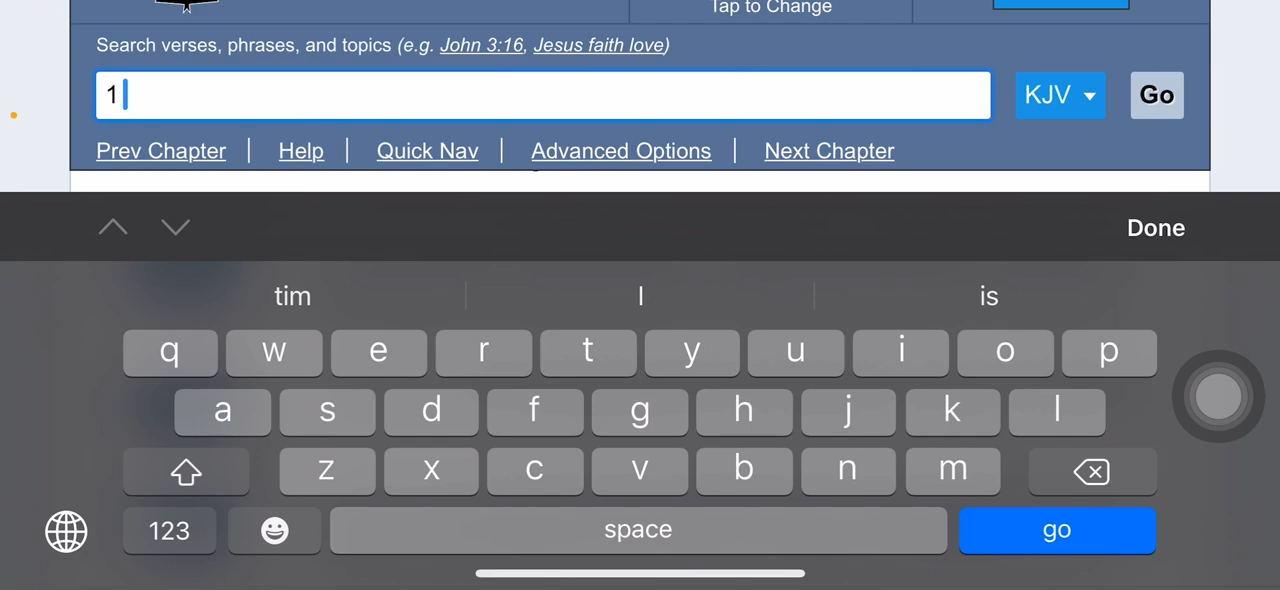 Tap to Change
Search verses, phrases, and topics (e.g. John 3:16, Jesus faith love)
1
KJV
Go
Prev Chapter | Help | Quick Nav | Advanced Options | Next Chapter
Done
tim I is
q w e r t y u i o p
a s d f g h j k l
z x c v b n m
123 space go